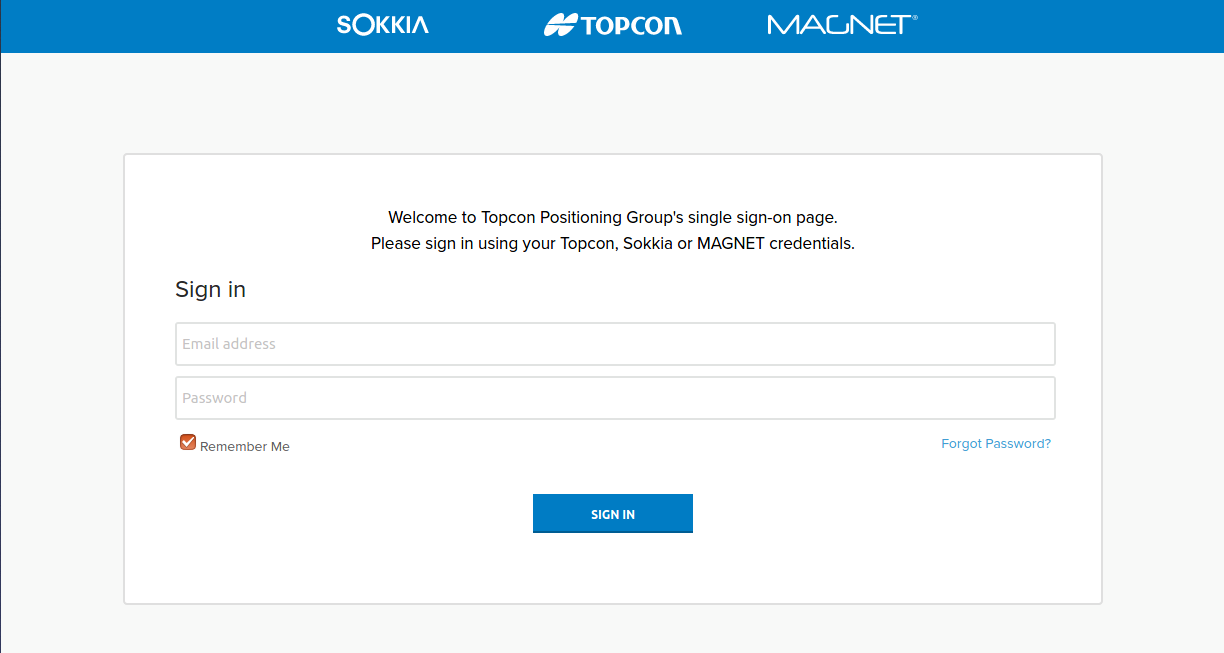 SOKKIA TOPCON MAGNET®
Welcome to Topcon Positioning Group's single sign-on page.
Please sign in using your Topcon, Sokkia or MAGNET credentials.
Sign in
Email address
Password
Remember Me Forgot Password?
SIGN IN